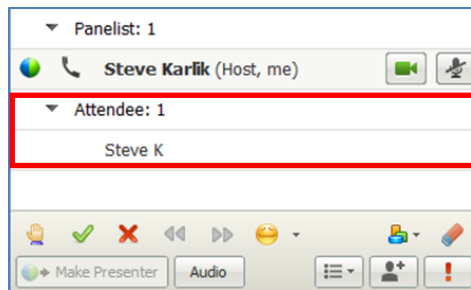 Panelist: 1
Steve Karlik (Host, me)
Attendee: 1
Steve K
Make Presenter
Audio